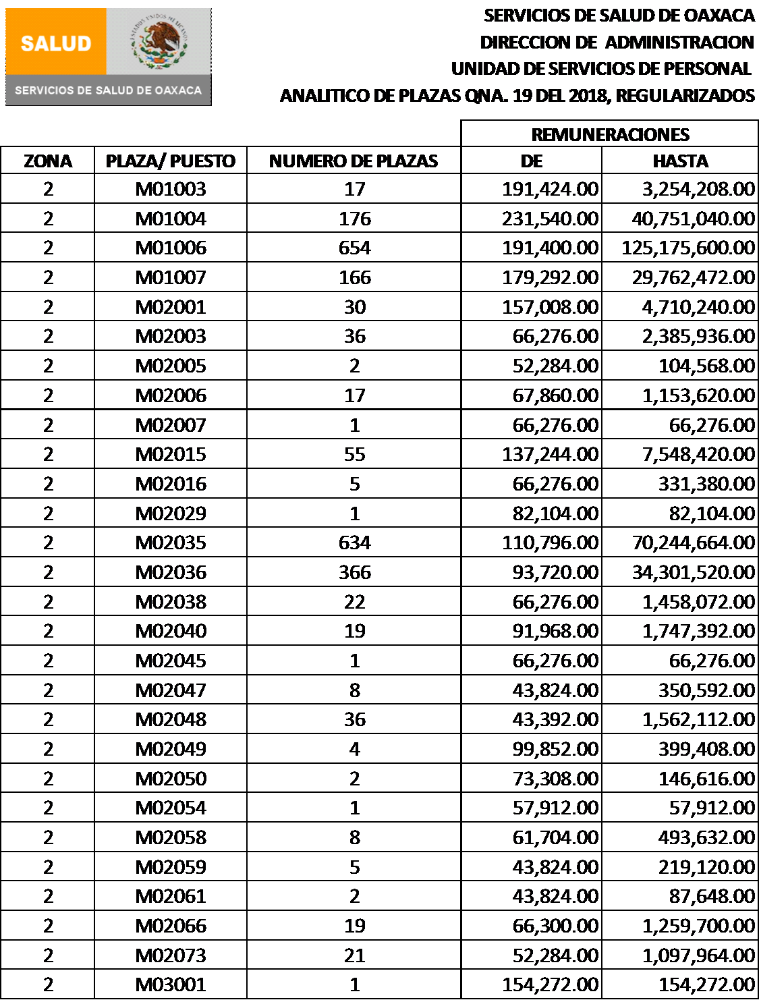 SALUD
ESTADOS UNIDOS MEXICANOS
SERVICIOS DE SALUD DE OAXACA
SERVICIOS DE SALUD DE OAXACA
DIRECCION DE ADMINISTRACION
UNIDAD DE SERVICIOS DE PERSONAL
ANALITICO DE PLAZAS QNA. 19 DEL 2018, REGULARIZADOS
REMUNERACIONES
ZONA PLAZA/ PUESTO NUMERO DE PLAZAS DE HASTA
2 M01003 17 191,424.00 3,254,208.00
2 M01004 176 231,540.00 40,751,040.00
2 M01006 654 191,400.00 125,175,600.00
2 M01007 166 179,292.00 29,762,472.00
2 M02001 30 157,008.00 4,710,240.00
2 M02003 36 66,276.00 2,385,936.00
2 M02005 2 52,284.00 104,568.00
2 M02006 17 67,860.00 1,153,620.00
2 M02007 1 66,276.00 66,276.00
2 M02015 55 137,244.00 7,548,420.00
2 M02016 5 66,276.00 331,380.00
2 M02029 1 82,104.00 82,104.00
2 M02035 634 110,796.00 70,244,664.00
2 M02036 366 93,720.00 34,301,520.00
2 M02038 22 66,276.00 1,458,072.00
2 M02040 19 91,968.00 1,747,392.00
2 M02045 1 66,276.00 66,276.00
2 M02047 8 43,824.00 350,592.00
2 M02048 36 43,392.00 1,562,112.00
2 M02049 4 99,852.00 399,408.00
2 M02050 2 73,308.00 146,616.00
2 M02054 1 57,912.00 57,912.00
2 M02058 8 61,704.00 493,632.00
2 M02059 5 43,824.00 219,120.00
2 M02061 2 43,824.00 87,648.00
2 M02066 19 66,300.00 1,259,700.00
2 M02073 21 52,284.00 1,097,964.00
2 M03001 1 154,272.00 154,272.00